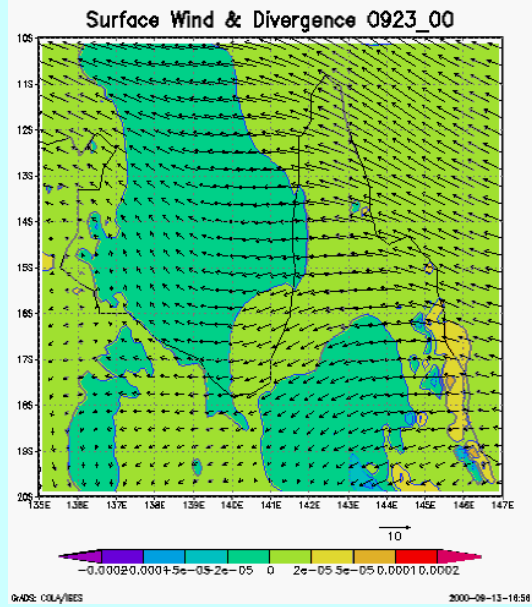 Surface Wind & Divergence 0923_00
10S
11S
12S
13S
14S
15S
16S
17S
18S
19S
20S
135E 136E 137E 138E 139E 140E 141E 142E 143E 144E 145E 146E 147E
10
-0.0002-0.0001-5e-05-2e-05 0 2e-05 5e-05 0.0001 0.0002
GrADS: COLA/IGES 2000-09-13-16:56